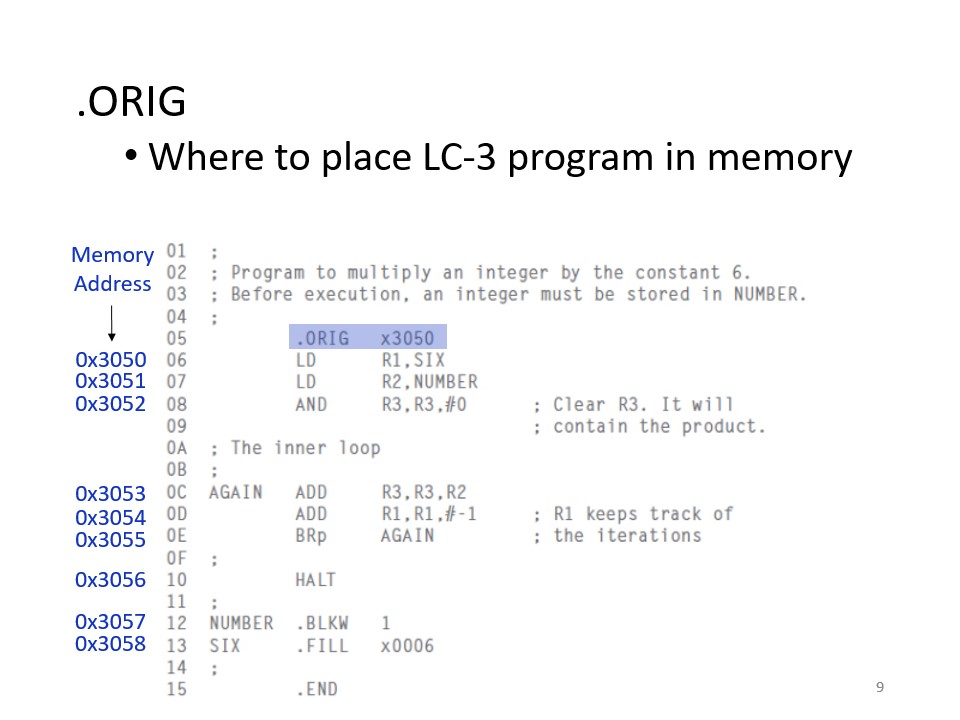 .ORIG
• Where to place LC-3 program in memory
Memory
Address
01 ;
02 ; Program to multiply an integer by the constant 6.
03 ; Before execution, an integer must be stored in NUMBER.
04 ;
05 .ORIG x3050
0x3050 06 LD R1,SIX
0x3051 07 LD R2,NUMBER
0x3052 08 AND R3,R3,#0 ; Clear R3. It will
09 ; contain the product.
0A ; The inner loop
0B ;
0x3053 0C AGAIN ADD R3,R3,R2
0x3054 0D ADD R1,R1,#-1 ; R1 keeps track of
0x3055 0E BRp AGAIN ; the iterations
0F ;
0x3056 10 HALT
11 ;
0x3057 12 NUMBER .BLKW 1
0x3058 13 SIX .FILL x0006
14 ;
15 .END
9